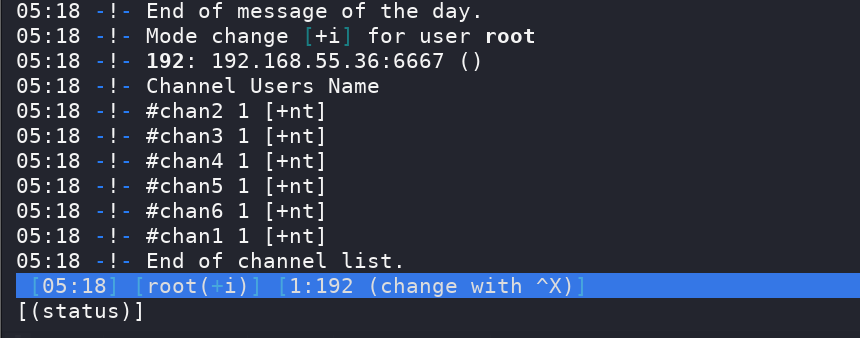 05:18 -!- End of message of the day.
05:18 -!- Mode change [+i] for user root
05:18 -!- 192: 192.168.55.36:6667 ()
05:18 -!- Channel Users Name
05:18 -!- #chan2 1 [+nt]
05:18 -!- #chan3 1 [+nt]
05:18 -!- #chan4 1 [+nt]
05:18 -!- #chan5 1 [+nt]
05:18 -!- #chan6 1 [+nt]
05:18 -!- #chan1 1 [+nt]
05:18 -!- End of channel list.
[05:18] [root(+i)] [1:192 (change with ^X)]
[(status)]